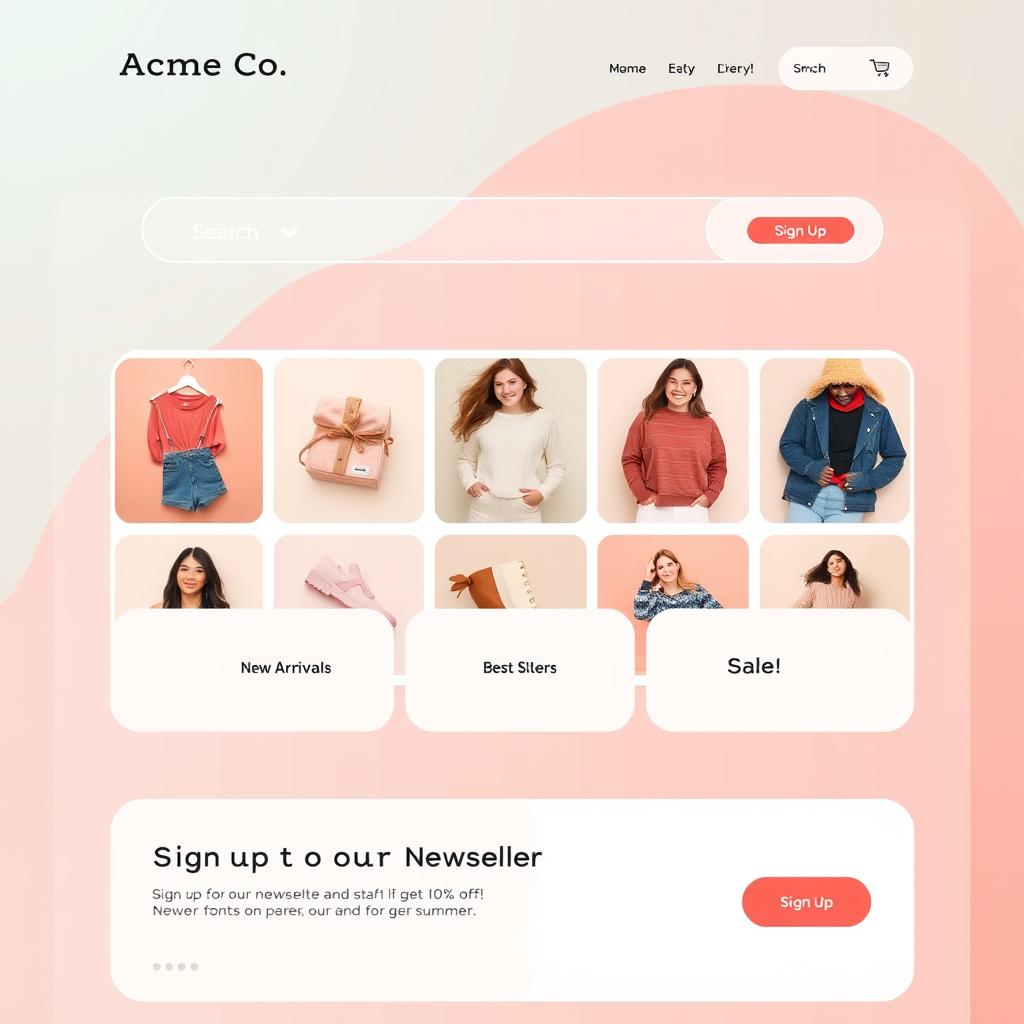 Acme Co.
Mome Eaty Drery! Smch
Search
Sign Up
New Arrivals
Best Sllers
Sale!
Sign up t o our Newseller
Sign up for our newselte and staf1 lf get 10% off!
Newer fonts on parer, our and for ger summer.
Sign Up